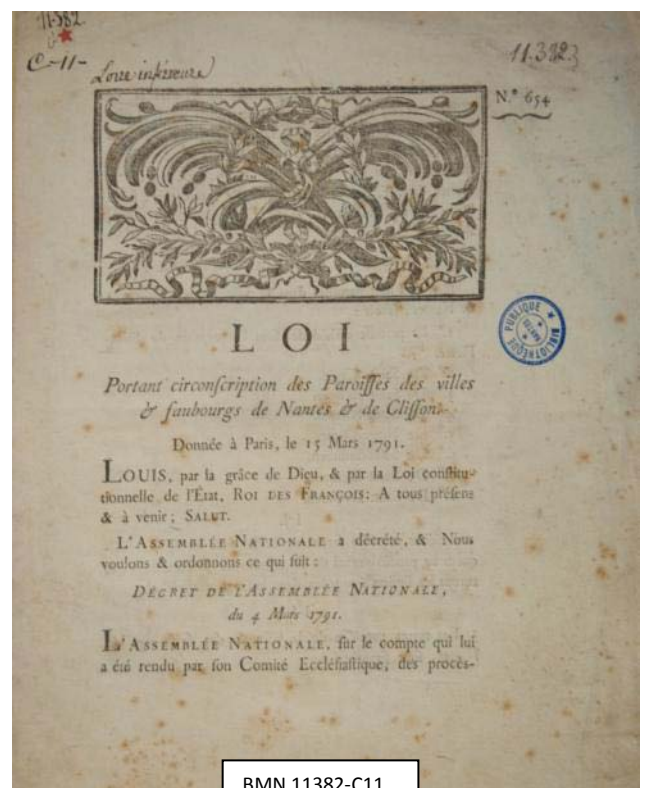 11-382
C-11-
11.382
Loire inférieure
N.° 654
BIBLIOTHÈQUE PUBLIQUE
LOI
Portant circonſcription des Paroiſſes des villes
& faubourgs de Nantes & de Cliſſon.
Donnée à Paris, le 15 Mars 1791.
LOUIS, par la grâce de Dieu, & par la Loi conſtitu-
tionnelle de l'État, ROI DES FRANÇOIS: A tous préſens
& à venir; SALUT.
L'ASSEMBLÉE NATIONALE a décrété, & Nous
voulons & ordonnons ce qui ſuit:
DÉCRET DE L'ASSEMBLÉE NATIONALE,
du 4 Mars 1791.
L'ASSEMBLÉE NATIONALE, ſur le compte qui lui
a été rendu par ſon Comité Eccléſiaſtique, des procès-
BMN 11382-C11